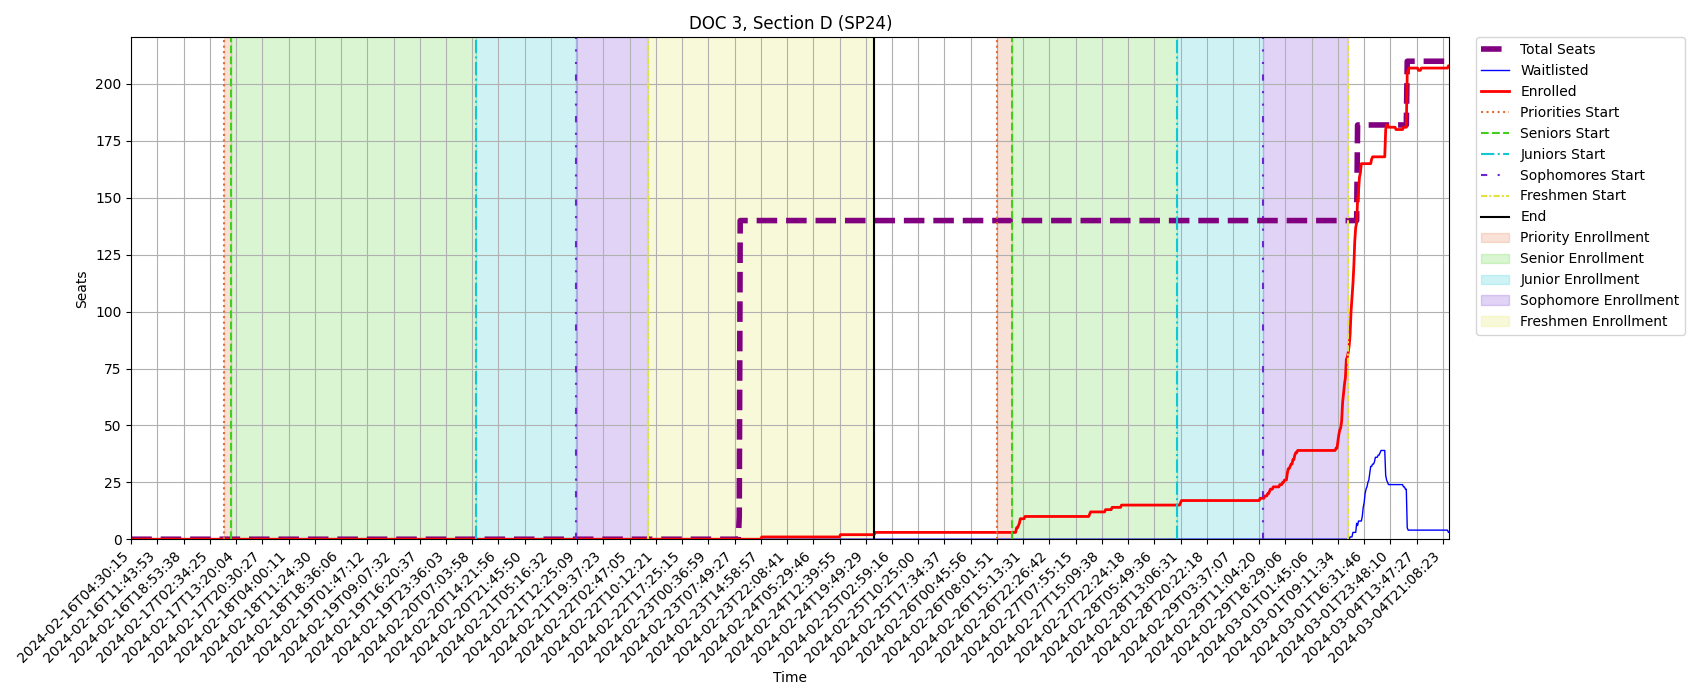 DOC 3, Section D (SP24)
Seats
200
175
150
125
100
75
50
25
0
2024-02-16T04:30:15
2024-02-16T11:43:53
2024-02-16T18:53:38
2024-02-17T02:34:25
2024-02-17T13:20:04
2024-02-17T20:30:27
2024-02-18T04:00:11
2024-02-18T11:24:30
2024-02-18T18:36:06
2024-02-19T01:47:12
2024-02-19T09:07:32
2024-02-19T16:20:37
2024-02-19T23:36:03
2024-02-20T07:03:58
2024-02-20T14:21:56
2024-02-20T21:45:50
2024-02-21T05:16:32
2024-02-21T12:25:09
2024-02-21T19:37:23
2024-02-22T02:47:05
2024-02-22T10:12:21
2024-02-22T17:25:15
2024-02-23T00:36:59
2024-02-23T07:49:27
2024-02-23T14:58:57
2024-02-23T22:08:41
2024-02-24T05:29:46
2024-02-24T12:39:55
2024-02-24T19:49:29
2024-02-25T02:59:16
2024-02-25T10:25:00
2024-02-25T17:34:37
2024-02-26T00:45:56
2024-02-26T08:01:51
2024-02-26T15:13:31
2024-02-26T22:26:42
2024-02-27T07:55:15
2024-02-27T15:09:38
2024-02-27T22:24:18
2024-02-28T05:49:36
2024-02-28T13:06:31
2024-02-28T20:22:18
2024-02-29T03:37:07
2024-02-29T11:04:20
2024-02-29T18:29:06
2024-03-01T01:45:06
2024-03-01T09:11:34
2024-03-01T16:31:46
2024-03-01T23:48:10
2024-03-04T13:47:27
2024-03-04T21:08:23
Time
Total Seats
Waitlisted
Enrolled
Priorities Start
Seniors Start
Juniors Start
Sophomores Start
Freshmen Start
End
Priority Enrollment
Senior Enrollment
Junior Enrollment
Sophomore Enrollment
Freshmen Enrollment